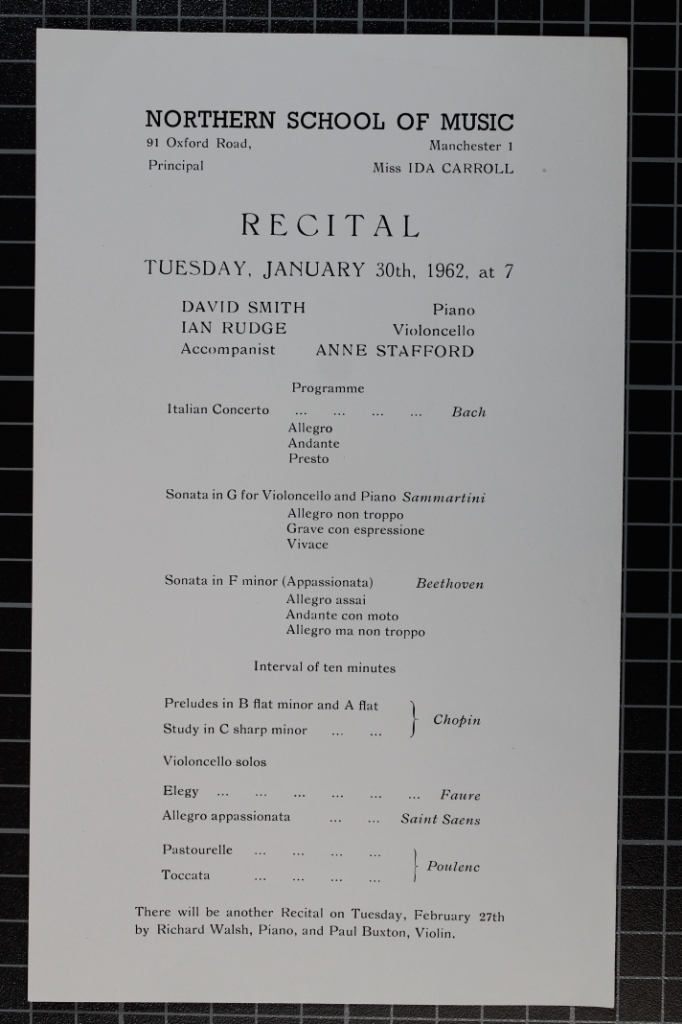 NORTHERN SCHOOL OF MUSIC
91 Oxford Road, Manchester 1
Principal Miss IDA CARROLL
RECITAL
TUESDAY, JANUARY 30th, 1962, at 7
DAVID SMITH Piano
IAN RUDGE Violoncello
Accompanist ANNE STAFFORD
Programme
Italian Concerto ... ... ... ... Bach
Allegro
Andante
Presto
Sonata in G for Violoncello and Piano Sammartini
Allegro non troppo
Grave con espressione
Vivace
Sonata in F minor (Appassionata) Beethoven
Allegro assai
Andante con moto
Allegro ma non troppo
Interval of ten minutes
Preludes in B flat minor and A flat
Study in C sharp minor ... ... } Chopin
Violoncello solos
Elegy ... ... ... ... ... ... Faure
Allegro appassionata ... ... Saint Saens
Pastourelle ... ... ... ...
Toccata ... ... ... ... } Poulenc
There will be another Recital on Tuesday, February 27th
by Richard Walsh, Piano, and Paul Buxton, Violin.